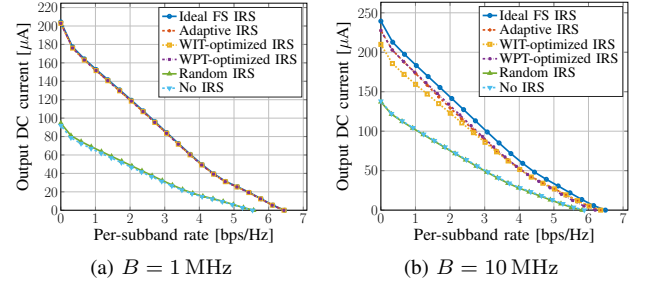 Output DC current [μA]
220
200
180
160
140
120
100
80
60
40
20
0
Ideal FS IRS
Adaptive IRS
WIT-optimized IRS
WPT-optimized IRS
Random IRS
No IRS
0 1 2 3 4 5 6 7
Per-subband rate [bps/Hz]
(a) B = 1 MHz
Output DC current [μA]
250
200
150
100
50
0
Ideal FS IRS
Adaptive IRS
WIT-optimized IRS
WPT-optimized IRS
Random IRS
No IRS
0 1 2 3 4 5 6 7
Per-subband rate [bps/Hz]
(b) B = 10 MHz